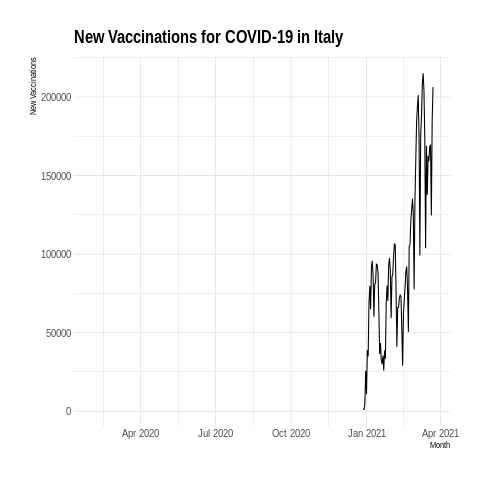 New Vaccinations for COVID-19 in Italy
New Vaccinations
200000
150000
100000
50000
0
Apr 2020 Jul 2020 Oct 2020 Jan 2021 Apr 2021
Month